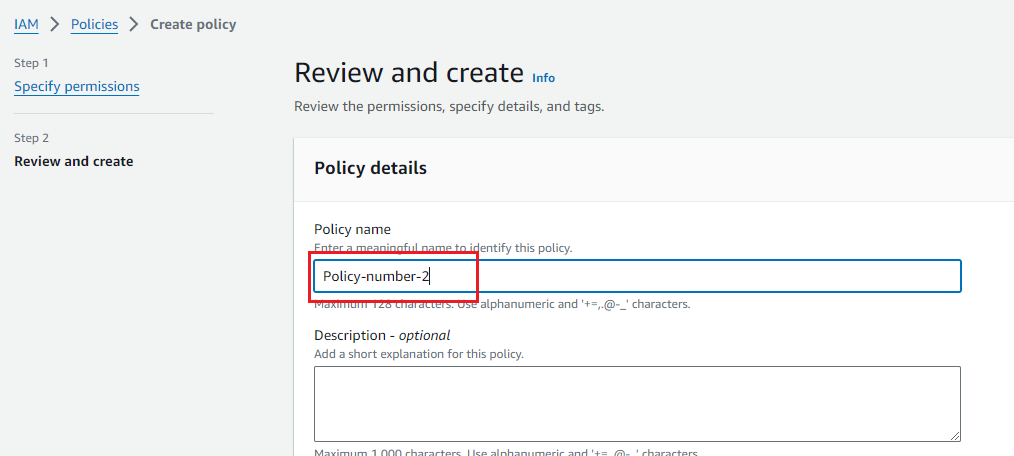 IAM > Policies > Create policy
Step 1
Specify permissions
Step 2
Review and create
Review and create Info
Review the permissions, specify details, and tags.
Policy details
Policy name
Enter a meaningful name to identify this policy.
Policy-number-2
Maximum 128 characters. Use alphanumeric and '+=,.@-_' characters.
Description - optional
Add a short explanation for this policy.
Maximum 1,000 characters. Use alphanumeric and '+=,.@-_' characters.